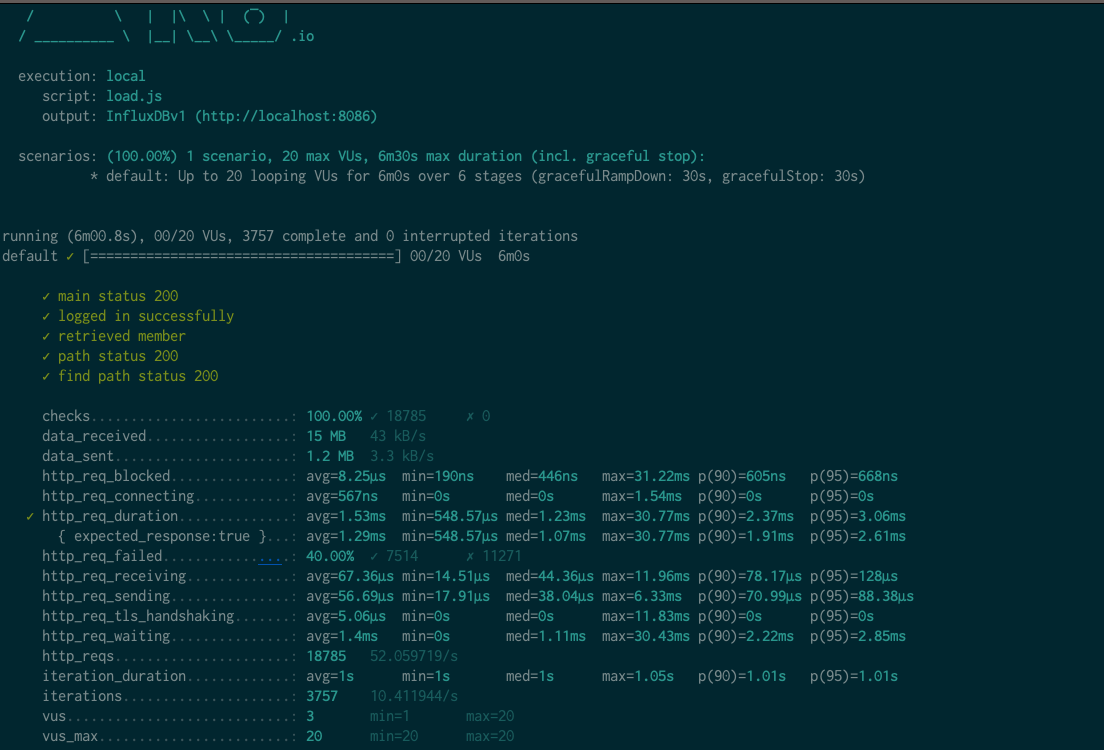 /          \   |  |\  \ |  (‾)  |
/ __________ \  |__| \__\ \_____/ .io
execution: local
script: load.js
output: InfluxDBv1 (http://localhost:8086)
scenarios: (100.00%) 1 scenario, 20 max VUs, 6m30s max duration (incl. graceful stop):
* default: Up to 20 looping VUs for 6m0s over 6 stages (gracefulRampDown: 30s, gracefulStop: 30s)
running (6m00.8s), 00/20 VUs, 3757 complete and 0 interrupted iterations
default ✓ [======================================] 00/20 VUs  6m0s
✓ main status 200
✓ logged in successfully
✓ retrieved member
✓ path status 200
✓ find path status 200
checks.........................: 100.00% ✓ 18785     ✗ 0
data_received..................: 15 MB   43 kB/s
data_sent......................: 1.2 MB  3.3 kB/s
http_req_blocked...............: avg=8.25µs  min=190ns    med=446ns   max=31.22ms p(90)=605ns   p(95)=668ns
http_req_connecting............: avg=567ns   min=0s       med=0s      max=1.54ms  p(90)=0s      p(95)=0s
✓ http_req_duration..............: avg=1.53ms  min=548.57µs med=1.23ms  max=30.77ms p(90)=2.37ms  p(95)=3.06ms
{ expected_response:true }...: avg=1.29ms  min=548.57µs med=1.07ms  max=30.77ms p(90)=1.91ms  p(95)=2.61ms
http_req_failed................: 40.00%  ✓ 7514      ✗ 11271
http_req_receiving.............: avg=67.36µs min=14.51µs  med=44.36µs max=11.96ms p(90)=78.17µs p(95)=128µs
http_req_sending...............: avg=56.69µs min=17.91µs  med=38.04µs max=6.33ms  p(90)=70.99µs p(95)=88.38µs
http_req_tls_handshaking.......: avg=5.06µs  min=0s       med=0s      max=11.83ms p(90)=0s      p(95)=0s
http_req_waiting...............: avg=1.4ms   min=0s       med=1.11ms  max=30.43ms p(90)=2.22ms  p(95)=2.85ms
http_reqs......................: 18785   52.059719/s
iteration_duration.............: avg=1s      min=1s       med=1s      max=1.05s   p(90)=1.01s   p(95)=1.01s
iterations.....................: 3757    10.411944/s
vus............................: 3       min=1       max=20
vus_max........................: 20      min=20      max=20